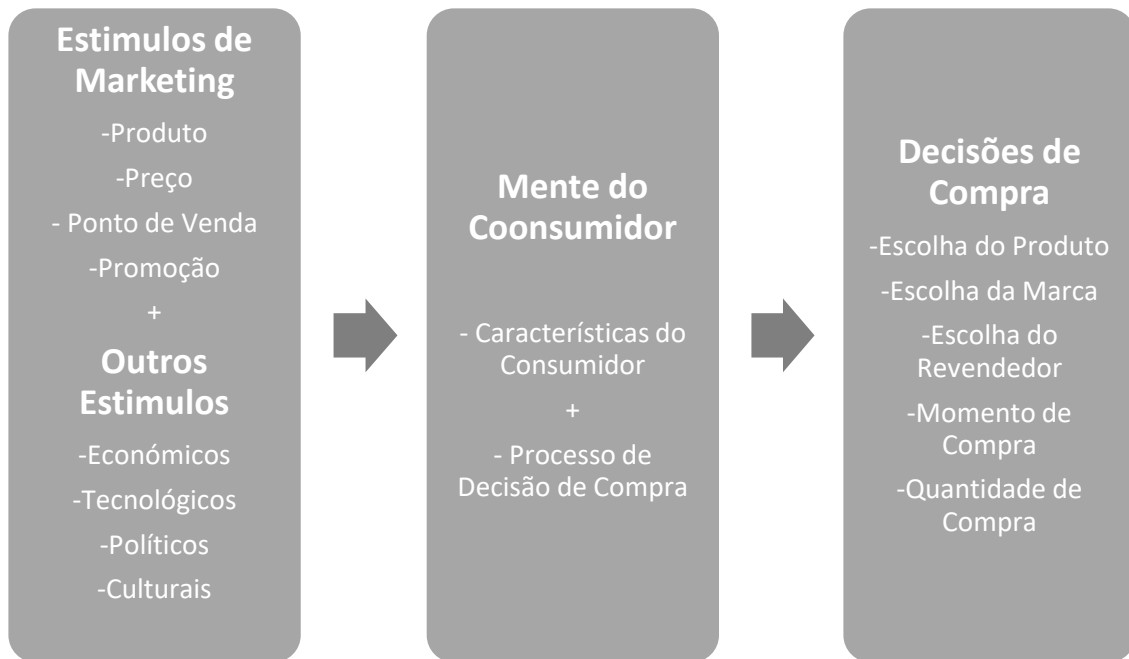 Estimulos de
Marketing
-Produto
-Preço
- Ponto de Venda
-Promoção
+
Outros
Estimulos
-Económicos
-Tecnológicos
-Políticos
-Culturais
Mente do
Coonsumidor
- Característícas do
Consumidor
+
- Processo de
Decisão de Compra
Decisões de
Compra
-Escolha do Produto
-Escolha da Marca
-Escolha do
Revendedor
-Momento de
Compra
-Quantidade de
Compra